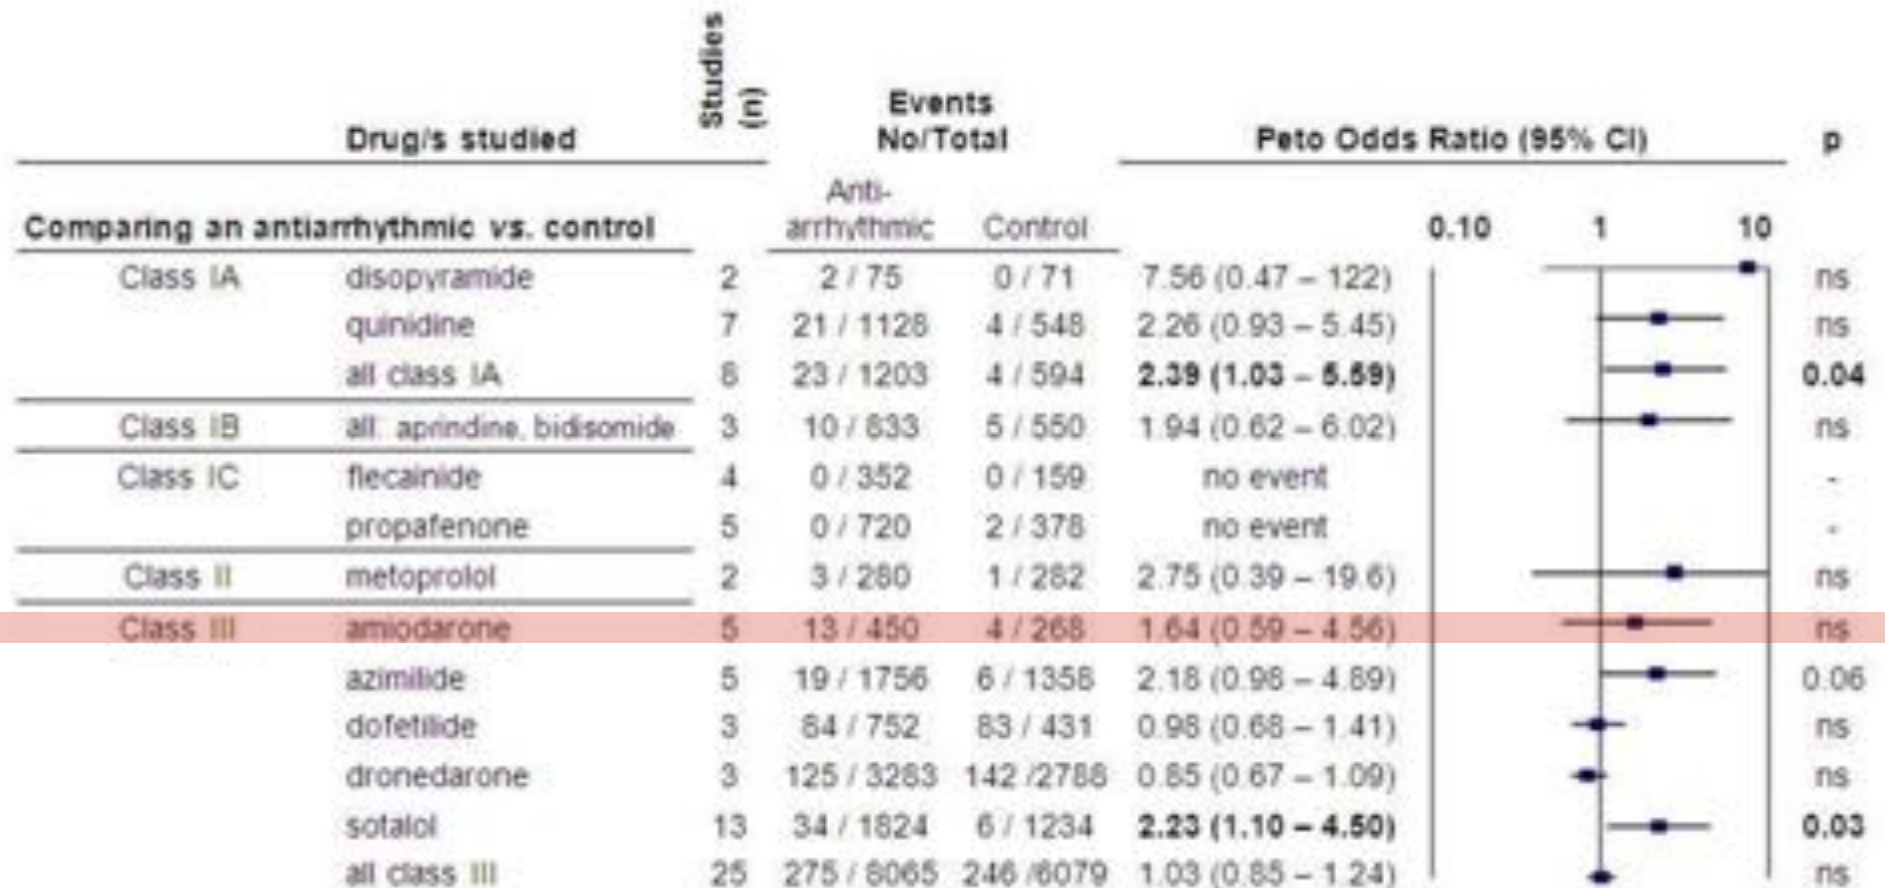 Studies (n)
Events
Drug/s studied No/Total Peto Odds Ratio (95% CI) p
Anti-
Comparing an antiarrhythmic vs. control arrhythmic Control 0.10 1 10
Class IA disopyramide 2 2 / 75 0 / 71 7.56 (0.47 – 122) ns
quinidine 7 21 / 1128 4 / 548 2.26 (0.93 – 5.45) ns
all class IA 8 23 / 1203 4 / 594 2.39 (1.03 – 5.59) 0.04
Class IB all: aprindine, bidisomide 3 10 / 833 5 / 550 1.94 (0.62 – 6.02) ns
Class IC flecainide 4 0 / 352 0 / 159 no event -
propafenone 5 0 / 720 2 / 378 no event -
Class II metoprolol 2 3 / 280 1 / 282 2.75 (0.39 – 19.6) ns
Class III amiodarone 5 13 / 450 4 / 268 1.64 (0.59 – 4.56) ns
azimilide 5 19 / 1756 6 / 1358 2.18 (0.98 – 4.89) 0.06
dofetilide 3 84 / 752 83 / 431 0.98 (0.68 – 1.41) ns
dronedarone 3 125 / 3283 142 /2788 0.85 (0.67 – 1.09) ns
sotalol 13 34 / 1824 6 / 1234 2.23 (1.10 – 4.50) 0.03
all class III 25 275 / 8065 246 /6079 1.03 (0.85 – 1.24) ns